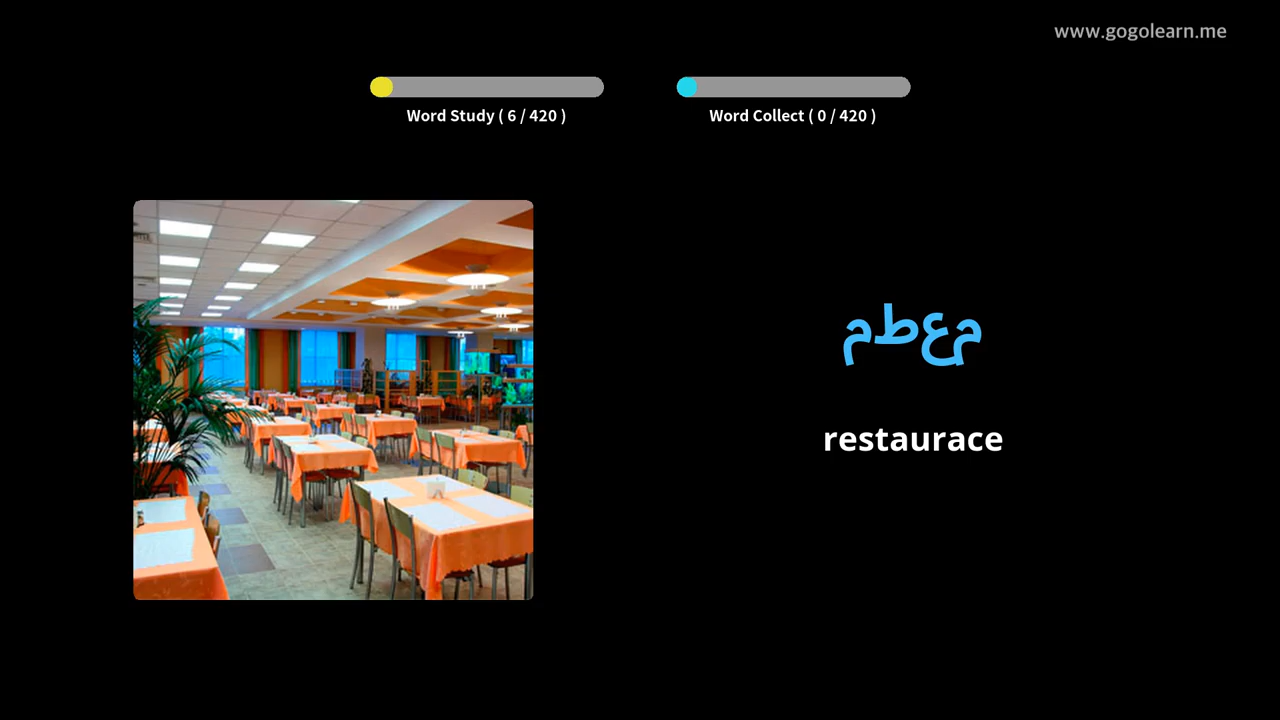 www.gogolearn.me
Word Study ( 6 / 420 )
Word Collect ( 0 / 420 )
مطعم
restaurace